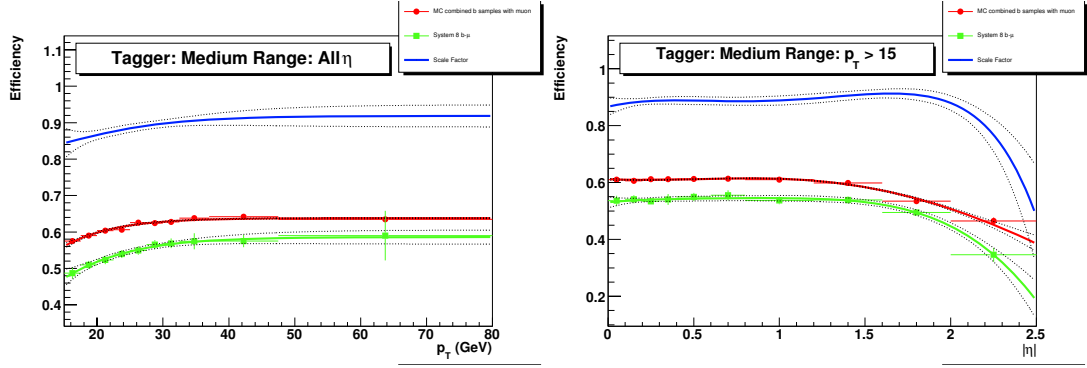 MC combined b samples with muon
System 8 b-μ
Scale Factor
Tagger: Medium Range: All η
Efficiency
1.1
1
0.9
0.8
0.7
0.6
0.5
0.4
20 30 40 50 60 70 80
p_T (GeV)
MC combined b samples with muon
System 8 b-μ
Scale Factor
Tagger: Medium Range: p_T > 15
Efficiency
1
0.8
0.6
0.4
0.2
0 0.5 1 1.5 2 2.5
|η|